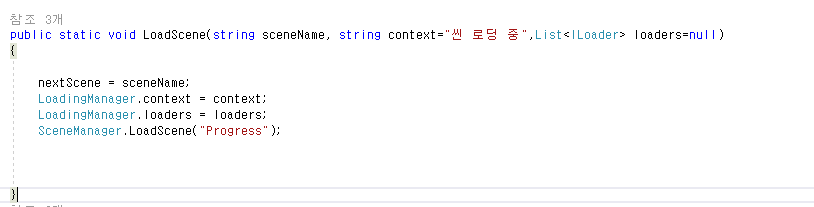 참조 3개
public static void LoadScene(string sceneName, string context="씬 로딩 중",List<ILoader> loaders=null)
{
nextScene = sceneName;
LoadingManager.context = context;
LoadingManager.loaders = loaders;
SceneManager.LoadScene("Progress");
}